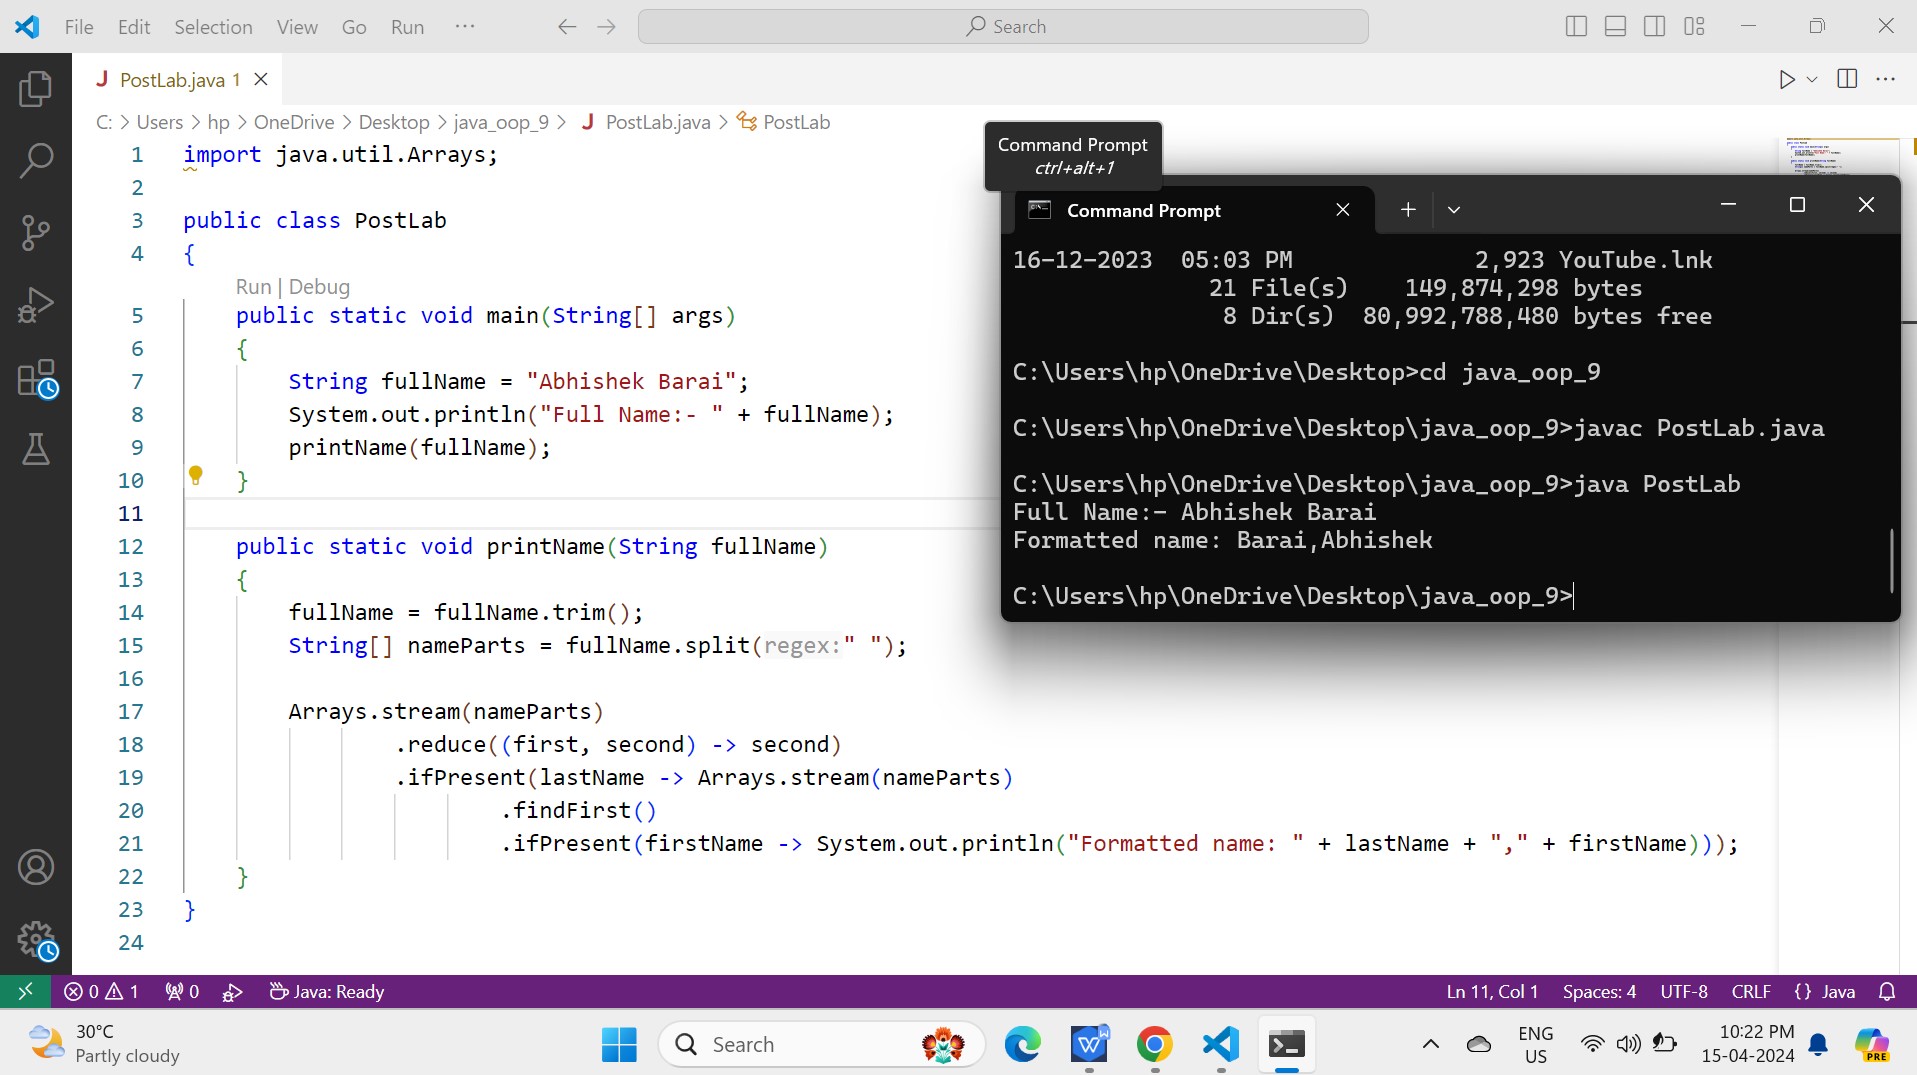 File Edit Selection View Go Run ··· Search
PostLab.java 1
C: > Users > hp > OneDrive > Desktop > java_oop_9 > J PostLab.java > PostLab
1 import java.util.Arrays;
2
3 public class PostLab
4 {
Run | Debug
5 public static void main(String[] args)
6 {
7 String fullName = "Abhishek Barai";
8 System.out.println("Full Name:- " + fullName);
9 printName(fullName);
10 }
11
12 public static void printName(String fullName)
13 {
14 fullName = fullName.trim();
15 String[] nameParts = fullName.split(regex:" ");
16
17 Arrays.stream(nameParts)
18 .reduce((first, second) -> second)
19 .ifPresent(lastName -> Arrays.stream(nameParts)
20 .findFirst()
21 .ifPresent(firstName -> System.out.println("Formatted name: " + lastName + "," + firstName)));
22 }
23 }
24
Command Prompt
ctrl+alt+1
Command Prompt
16-12-2023 05:03 PM 2,923 YouTube.lnk
21 File(s) 149,874,298 bytes
8 Dir(s) 80,992,788,480 bytes free
C:\Users\hp\OneDrive\Desktop>cd java_oop_9
C:\Users\hp\OneDrive\Desktop\java_oop_9>javac PostLab.java
C:\Users\hp\OneDrive\Desktop\java_oop_9>java PostLab
Full Name:- Abhishek Barai
Formatted name: Barai,Abhishek
C:\Users\hp\OneDrive\Desktop\java_oop_9>
0 1 0 Java: Ready Ln 11, Col 1 Spaces: 4 UTF-8 CRLF {} Java
30°C
Partly cloudy
Search
ENG
US
10:22 PM
15-04-2024
PRE